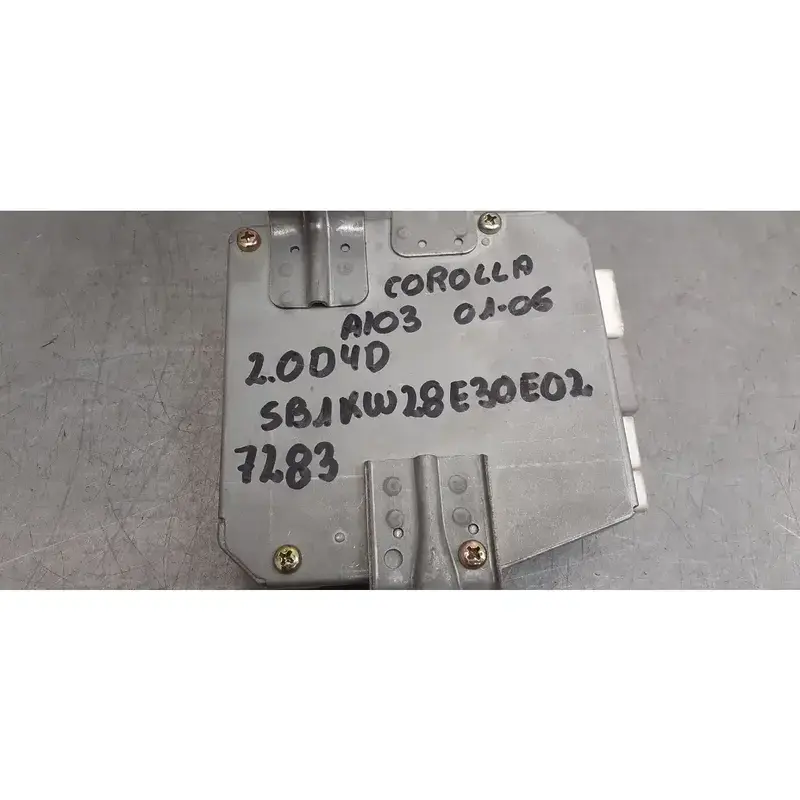 COROLLA
A103 01-06
2.0D4D
SB1KW28E30E02
7283